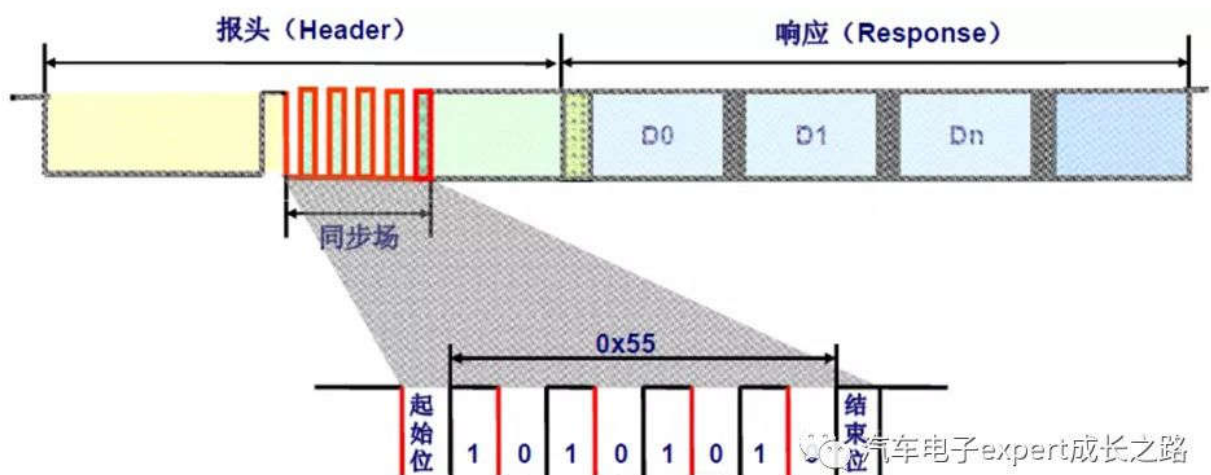 报头（Header）
响应（Response）
D0
D1
Dn
同步场
0x55
起始位
1 0 1 0 1 0 1
结束位
汽车电子expert成长之路